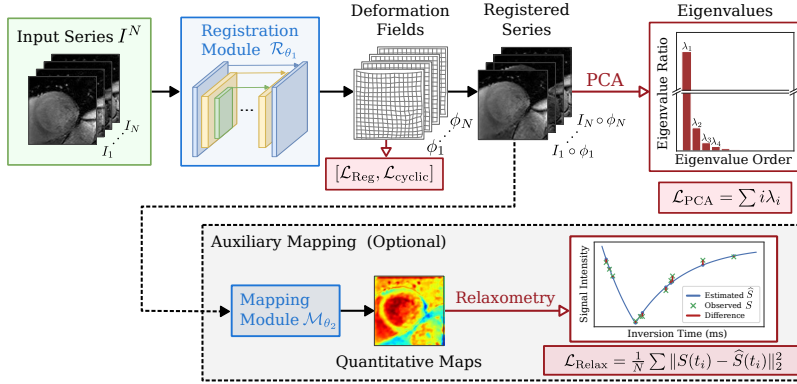 Input Series I^N
I_1
I_N
Registration
Module R_θ1
...
Deformation
Fields
ϕ_1
ϕ_N
[L_Reg, L_cyclic]
Registered
Series
I_N ∘ ϕ_N
I_1 ∘ ϕ_1
PCA
Eigenvalues
Eigenvalue Ratio
λ_1
λ_2
λ_3 λ_4
Eigenvalue Order
L_PCA = ∑ iλ_i
Auxiliary Mapping (Optional)
Mapping
Module M_θ2
Quantitative Maps
Relaxometry
Signal Intensity
Estimated Ŝ
Observed S
Difference
Inversion Time (ms)
L_Relax = 1/N ∑ ‖S(t_i) − Ŝ(t_i)‖_2^2